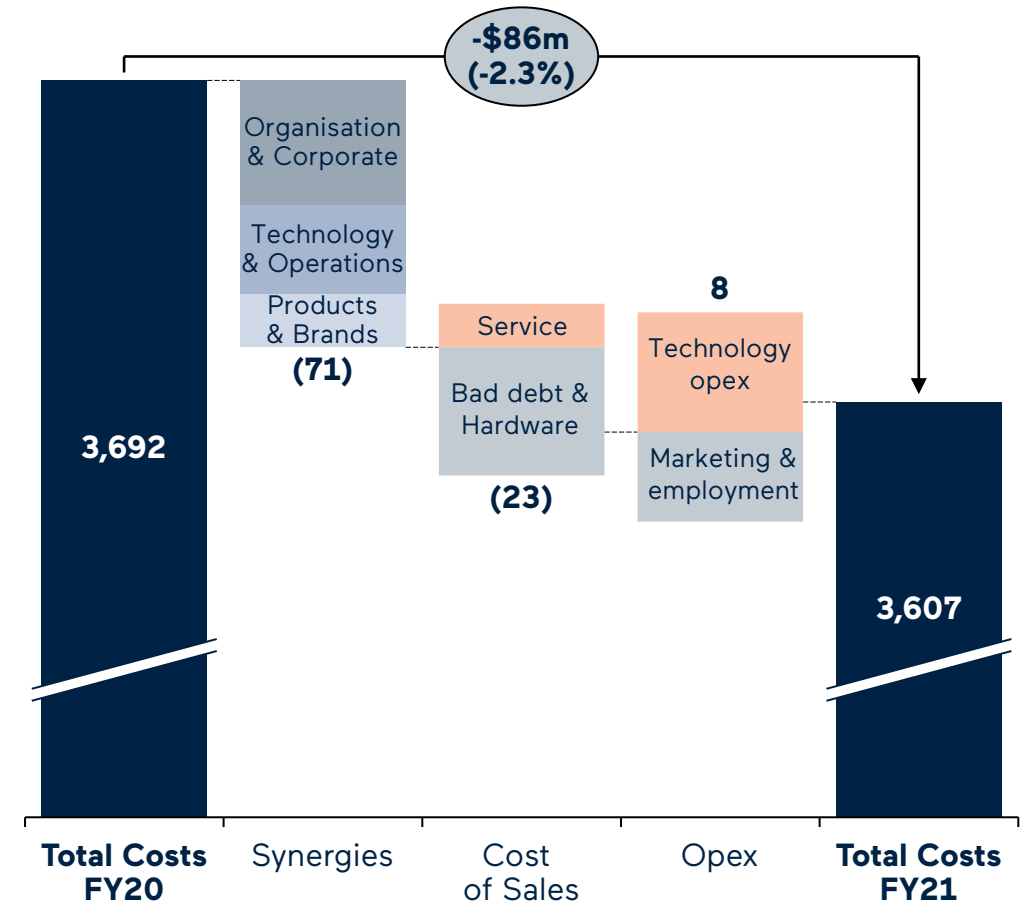 -$86m
(-2.3%)
Organisation
& Corporate
Technology
& Operations
Products
& Brands
(71)
Service
Bad debt &
Hardware
(23)
8
Technology
opex
Marketing &
employment
3,692
3,607
Total Costs
FY20
Synergies
Cost
of Sales
Opex
Total Costs
FY21